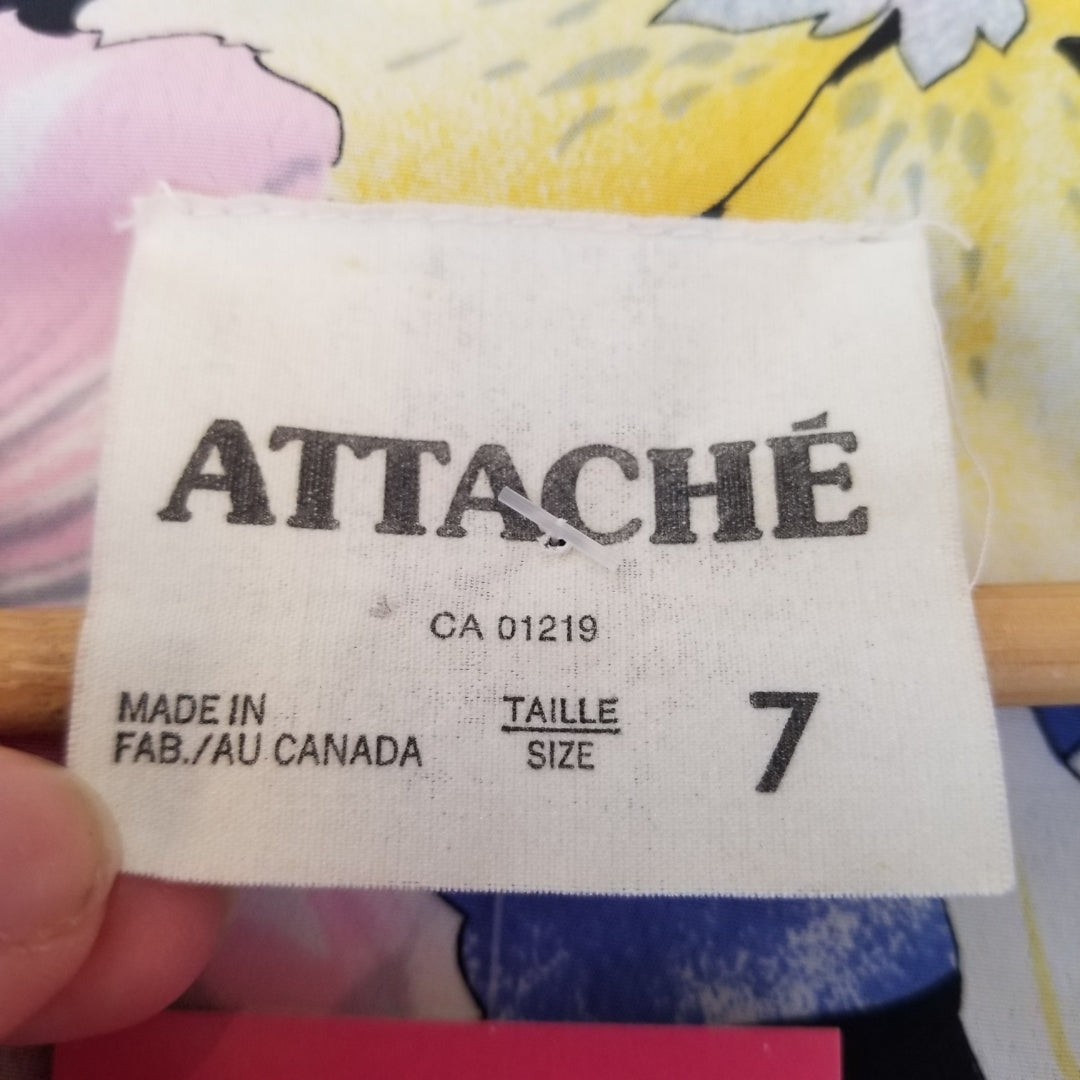 ATTACHÉ
CA 01219
MADE IN
FAB./AU CANADA
TAILLE
SIZE
7